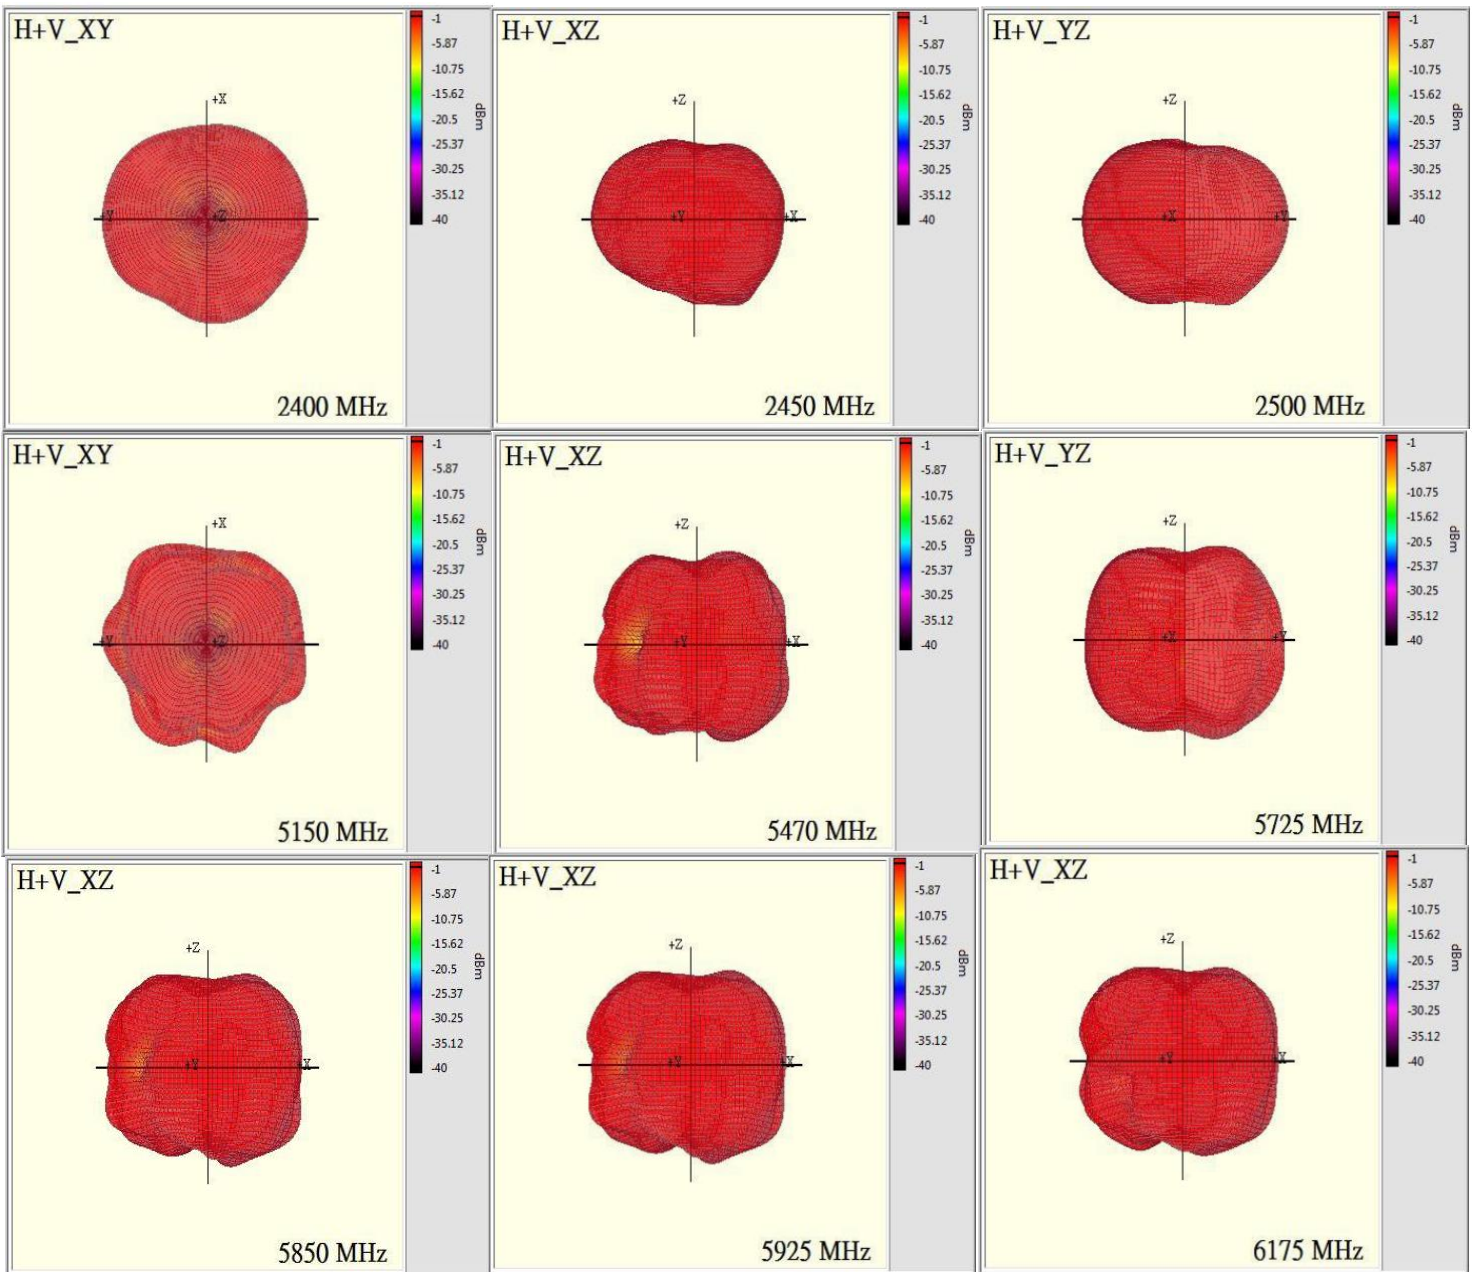 H+V_XY
-1
-5.87
-10.75
-15.62
-20.5
-25.37
-30.25
-35.12
-40
dBm
+X
+Y
+Z
2400 MHz
H+V_XZ
-1
-5.87
-10.75
-15.62
-20.5
-25.37
-30.25
-35.12
-40
dBm
+Z
+Y
+X
2450 MHz
H+V_YZ
-1
-5.87
-10.75
-15.62
-20.5
-25.37
-30.25
-35.12
-40
dBm
+Z
+X
+Y
2500 MHz
H+V_XY
-1
-5.87
-10.75
-15.62
-20.5
-25.37
-30.25
-35.12
-40
dBm
+X
+Y
+Z
5150 MHz
H+V_XZ
-1
-5.87
-10.75
-15.62
-20.5
-25.37
-30.25
-35.12
-40
dBm
+Z
+Y
+X
5470 MHz
H+V_YZ
-1
-5.87
-10.75
-15.62
-20.5
-25.37
-30.25
-35.12
-40
dBm
+Z
+X
+Y
5725 MHz
H+V_XZ
-1
-5.87
-10.75
-15.62
-20.5
-25.37
-30.25
-35.12
-40
dBm
+Z
+Y
+X
5850 MHz
H+V_XZ
-1
-5.87
-10.75
-15.62
-20.5
-25.37
-30.25
-35.12
-40
dBm
+Z
+Y
+X
5925 MHz
H+V_XZ
-1
-5.87
-10.75
-15.62
-20.5
-25.37
-30.25
-35.12
-40
dBm
+Z
+Y
+X
6175 MHz